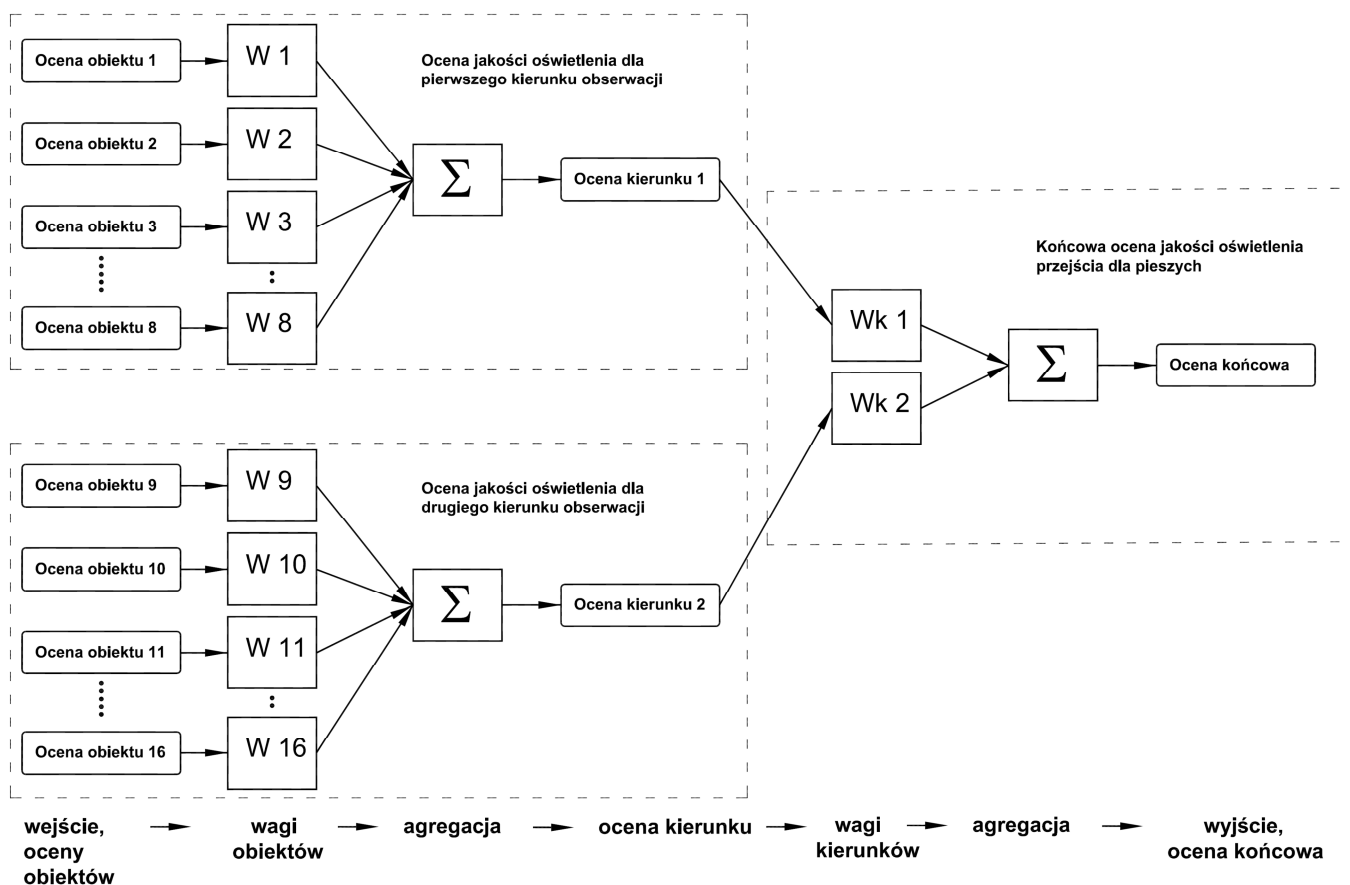 Ocena obiektu 1
W 1
Ocena jakości oświetlenia dla
pierwszego kierunku obserwacji
Ocena obiektu 2
W 2
Σ
Ocena kierunku 1
Ocena obiektu 3
W 3
Ocena obiektu 8
W 8
Końcowa ocena jakości oświetlenia
przejścia dla pieszych
Wk 1
Wk 2
Σ
Ocena końcowa
Ocena obiektu 9
W 9
Ocena jakości oświetlenia dla
drugiego kierunku obserwacji
Ocena obiektu 10
W 10
Σ
Ocena kierunku 2
Ocena obiektu 11
W 11
Ocena obiektu 16
W 16
wejście,
oceny
obiektów
wagi
obiektów
agregacja
ocena kierunku
wagi
kierunków
agregacja
wyjście,
ocena końcowa